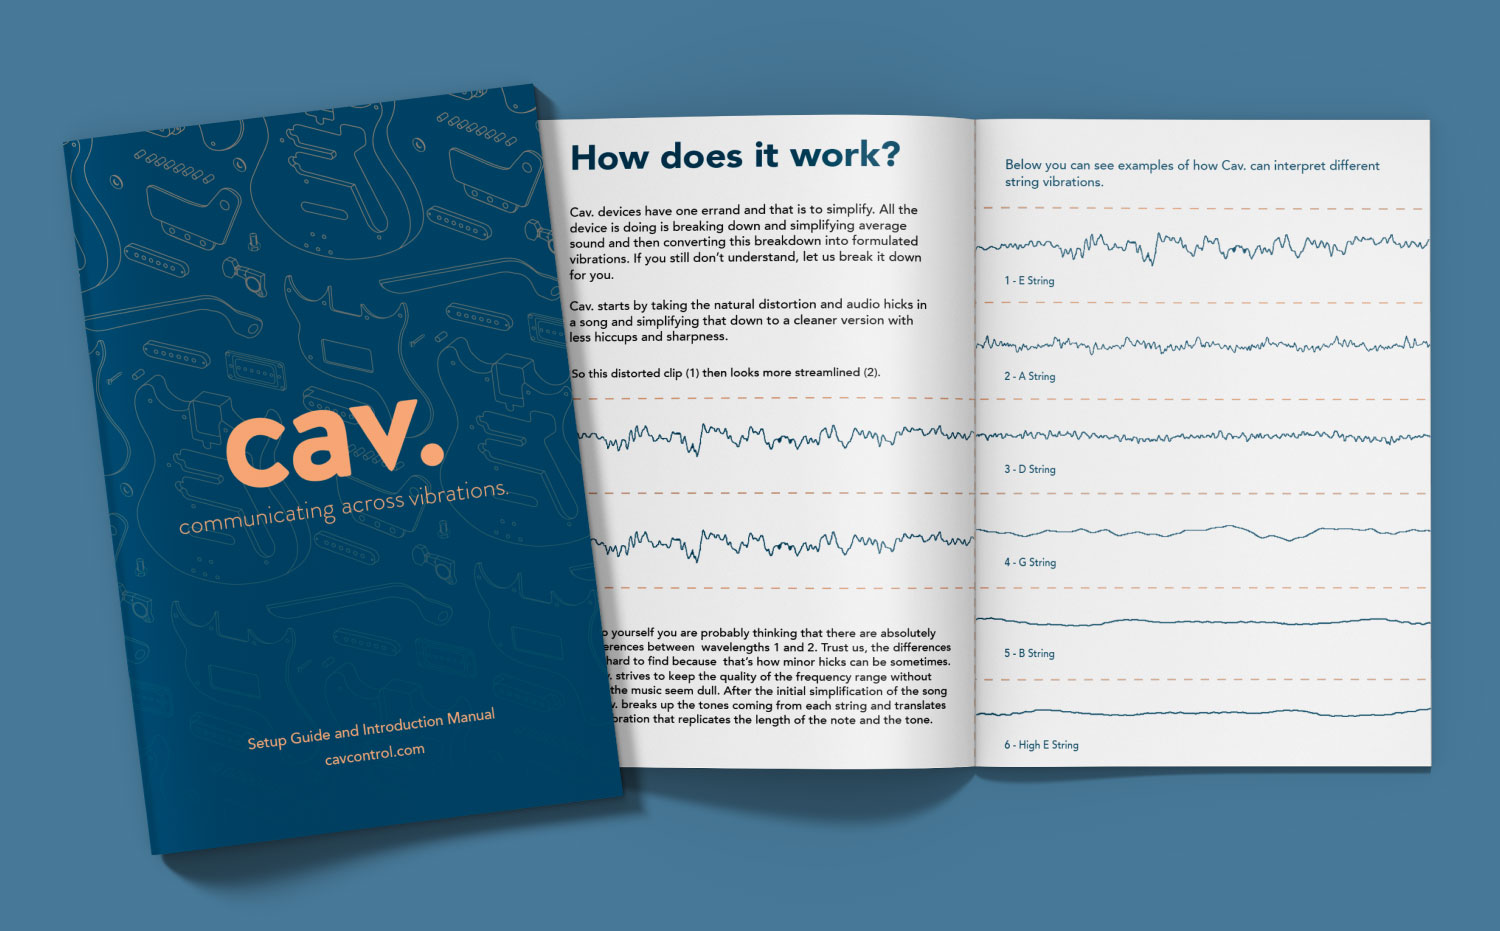 cav.
communicating across vibrations.
Setup Guide and Introduction Manual
cavcontrol.com
How does it work?
Cav. devices have one errand and that is to simplify. All the
device is doing is breaking down and simplifying average
sound and then converting this breakdown into formulated
vibrations. If you still don't understand, let us break it down
for you.
Cav. starts by taking the natural distortion and audio hicks in
a song and simplifying that down to a cleaner version with
less hiccups and sharpness.
So this distorted clip (1) then looks more streamlined (2).
yourself you are probably thinking that there are absolutely
between wavelengths 1 and 2. Trust us, the differences
hard to find because that's how minor hicks can be sometimes.
strives to keep the quality of the frequency range without
the music seem dull. After the initial simplification of the song
breaks up the tones coming from each string and translates
that replicates the length of the note and the tone.
Below you can see examples of how Cav. can interpret different
string vibrations.
1 - E String
2 - A String
3 - D String
4 - G String
5 - B String
6 - High E String